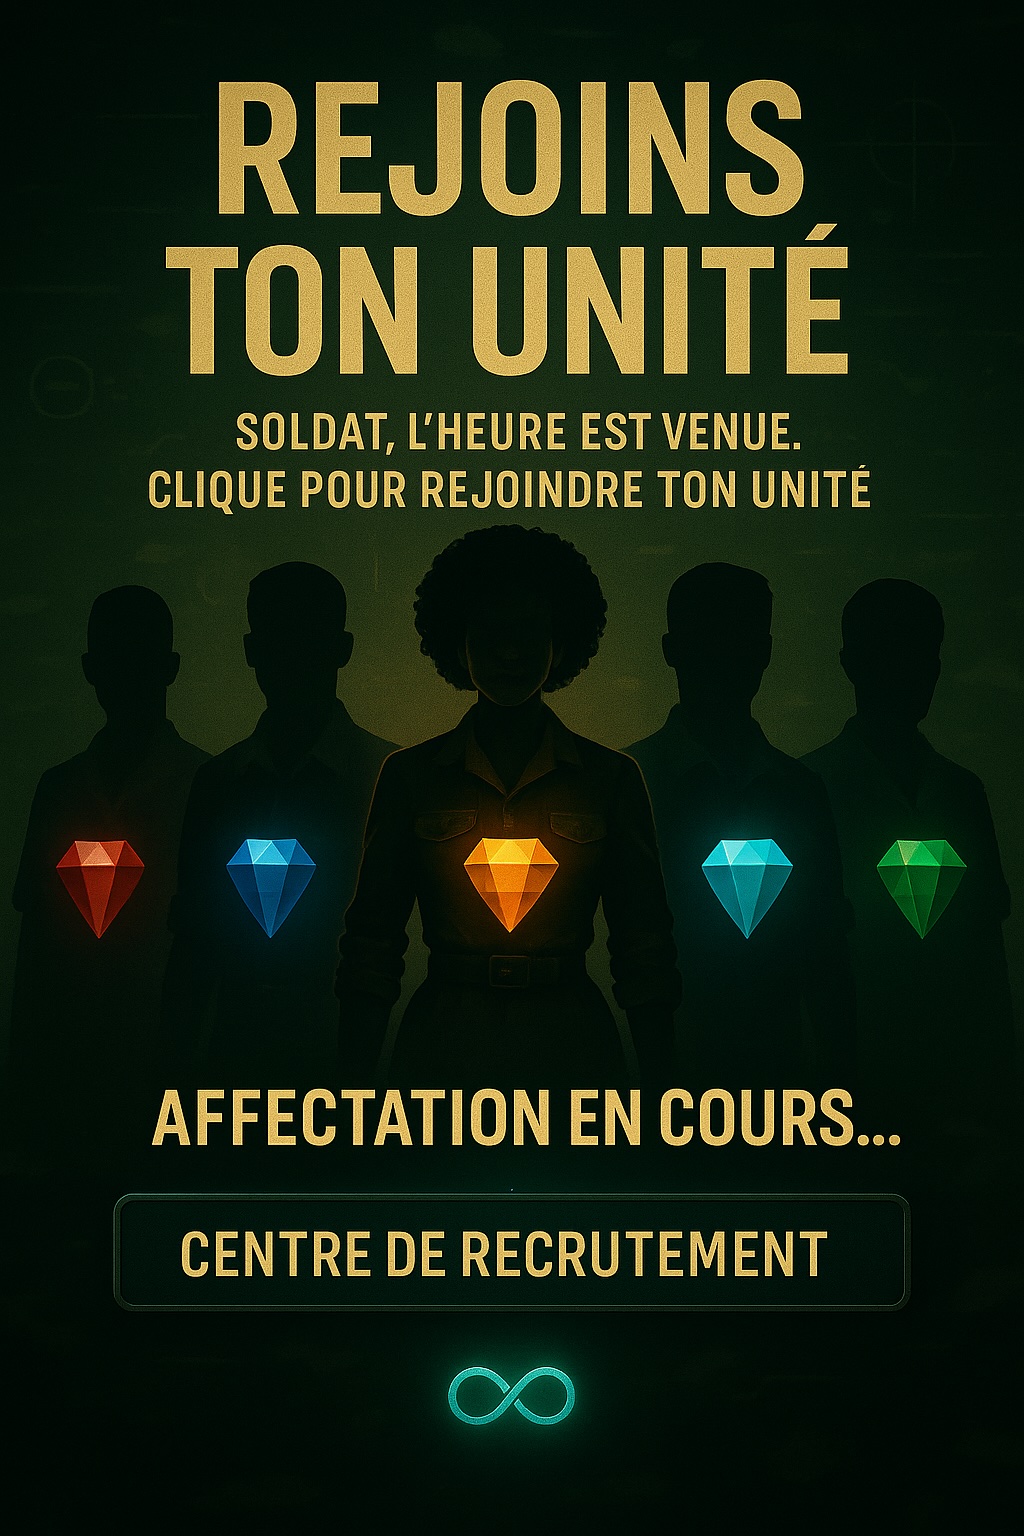 REJOINS
TON UNITÉ
SOLDAT, L'HEURE EST VENUE.
CLIQUE POUR REJOINDRE TON UNITÉ
AFFECTATION EN COURS...
CENTRE DE RECRUTEMENT